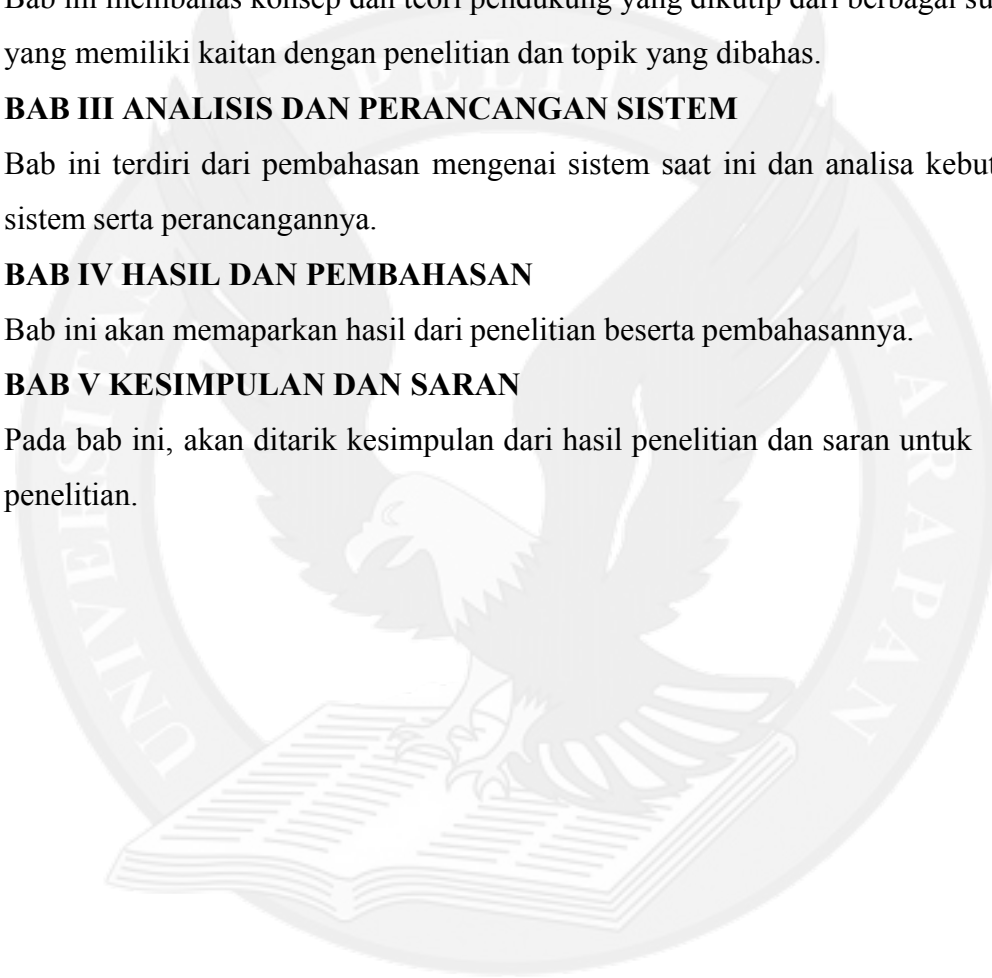 Bab ini membahas konsep dan teori pendukung yang dikutip dari berbagai
yang memiliki kaitan dengan penelitian dan topik yang dibahas.
BAB III ANALISIS DAN PERANCANGAN SISTEM
Bab ini terdiri dari pembahasan mengenai sistem saat ini dan analisa
sistem serta perancangannya.
BAB IV HASIL DAN PEMBAHASAN
Bab ini akan memaparkan hasil dari penelitian beserta pembahasannya.
BAB V KESIMPULAN DAN SARAN
Pada bab ini, akan ditarik kesimpulan dari hasil penelitian dan saran untuk
penelitian.
UNIVERSITAS
PELITA
HARAPAN